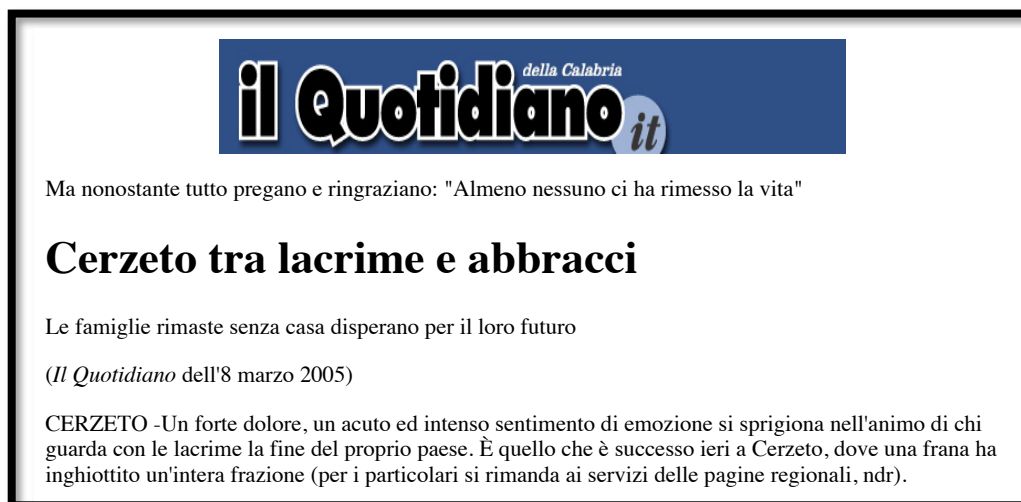 della Calabria
il Quotidiano it
Ma nonostante tutto pregano e ringraziano: "Almeno nessuno ci ha rimesso la vita"
Cerzeto tra lacrime e abbracci
Le famiglie rimaste senza casa disperano per il loro futuro
(Il Quotidiano dell'8 marzo 2005)
CERZETO -Un forte dolore, un acuto ed intenso sentimento di emozione si sprigiona nell'animo di chi
guarda con le lacrime la fine del proprio paese. È quello che è successo ieri a Cerzeto, dove una frana ha
inghiottito un'intera frazione (per i particolari si rimanda ai servizi delle pagine regionali, ndr).